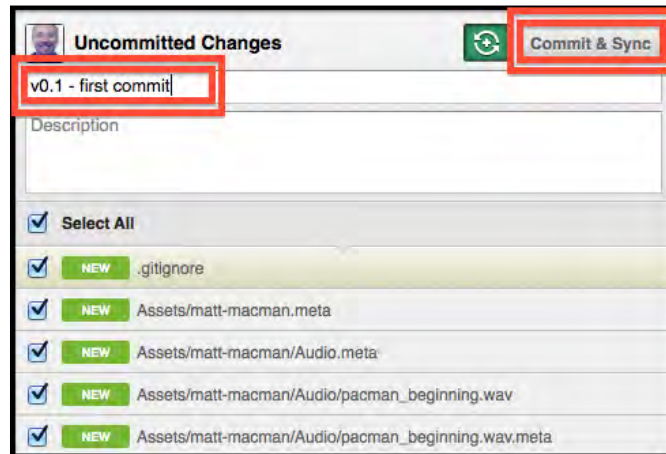 Uncommitted Changes
Commit & Sync
v0.1 - first commit
Description
Select All
NEW .gitignore
NEW Assets/matt-macman.meta
NEW Assets/matt-macman/Audio.meta
NEW Assets/matt-macman/Audio/pacman_beginning.wav
NEW Assets/matt-macman/Audio/pacman_beginning.wav.meta